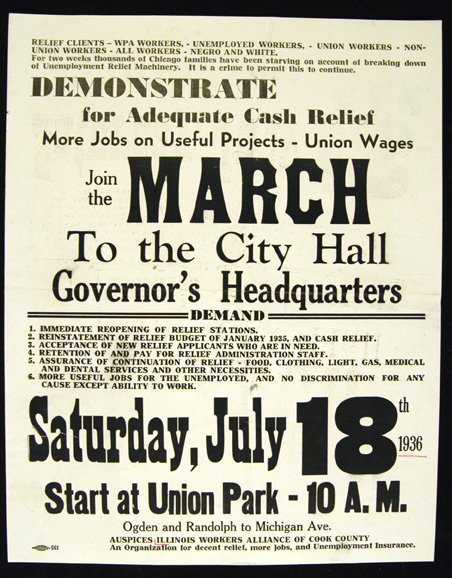 RELIEF CLIENTS – WPA WORKERS, - UNEMPLOYED WORKERS, - UNION WORKERS - NON-
UNION WORKERS - ALL WORKERS - NEGRO AND WHITE.
For two weeks thousands of Chicago families have been starving on account of breaking down
of Unemployment Relief Machinery. It is a crime to permit this to continue.
DEMONSTRATE
for Adequate Cash Relief
More Jobs on Useful Projects - Union Wages
Join
the
MARCH
To the City Hall
Governor's Headquarters
DEMAND
1. IMMEDIATE REOPENING OF RELIEF STATIONS.
2. REINSTATEMENT OF RELIEF BUDGET OF JANUARY 1935, AND CASH RELIEF.
3. ACCEPTANCE OF NEW RELIEF APPLICANTS WHO ARE IN NEED.
4. RETENTION OF AND PAY FOR RELIEF ADMINISTRATION STAFF.
5. ASSURANCE OF CONTINUATION OF RELIEF - FOOD, CLOTHING, LIGHT, GAS, MEDICAL
AND DENTAL SERVICES AND OTHER NECESSITIES.
6. MORE USEFUL JOBS FOR THE UNEMPLOYED, AND NO DISCRIMINATION FOR ANY
CAUSE EXCEPT ABILITY TO WORK.
Saturday, July 18th
1936
Start at Union Park - 10 A. M.
Ogden and Randolph to Michigan Ave.
AUSPICES ILLINOIS WORKERS ALLIANCE OF COOK COUNTY
An Organization for decent relief, more jobs, and Unemployment Insurance.